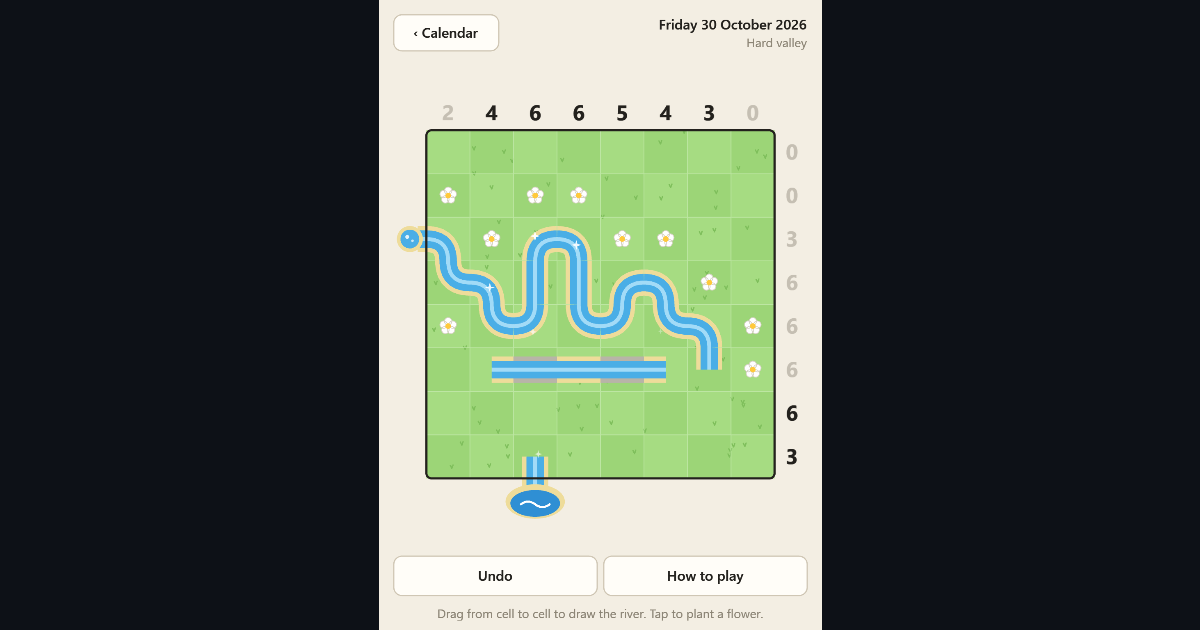 ‹ Calendar
Friday 30 October 2026
Hard valley
2 4 6 6 5 4 3 0
0
0
3
6
6
6
6
3
Undo
How to play
Drag from cell to cell to draw the river. Tap to plant a flower.